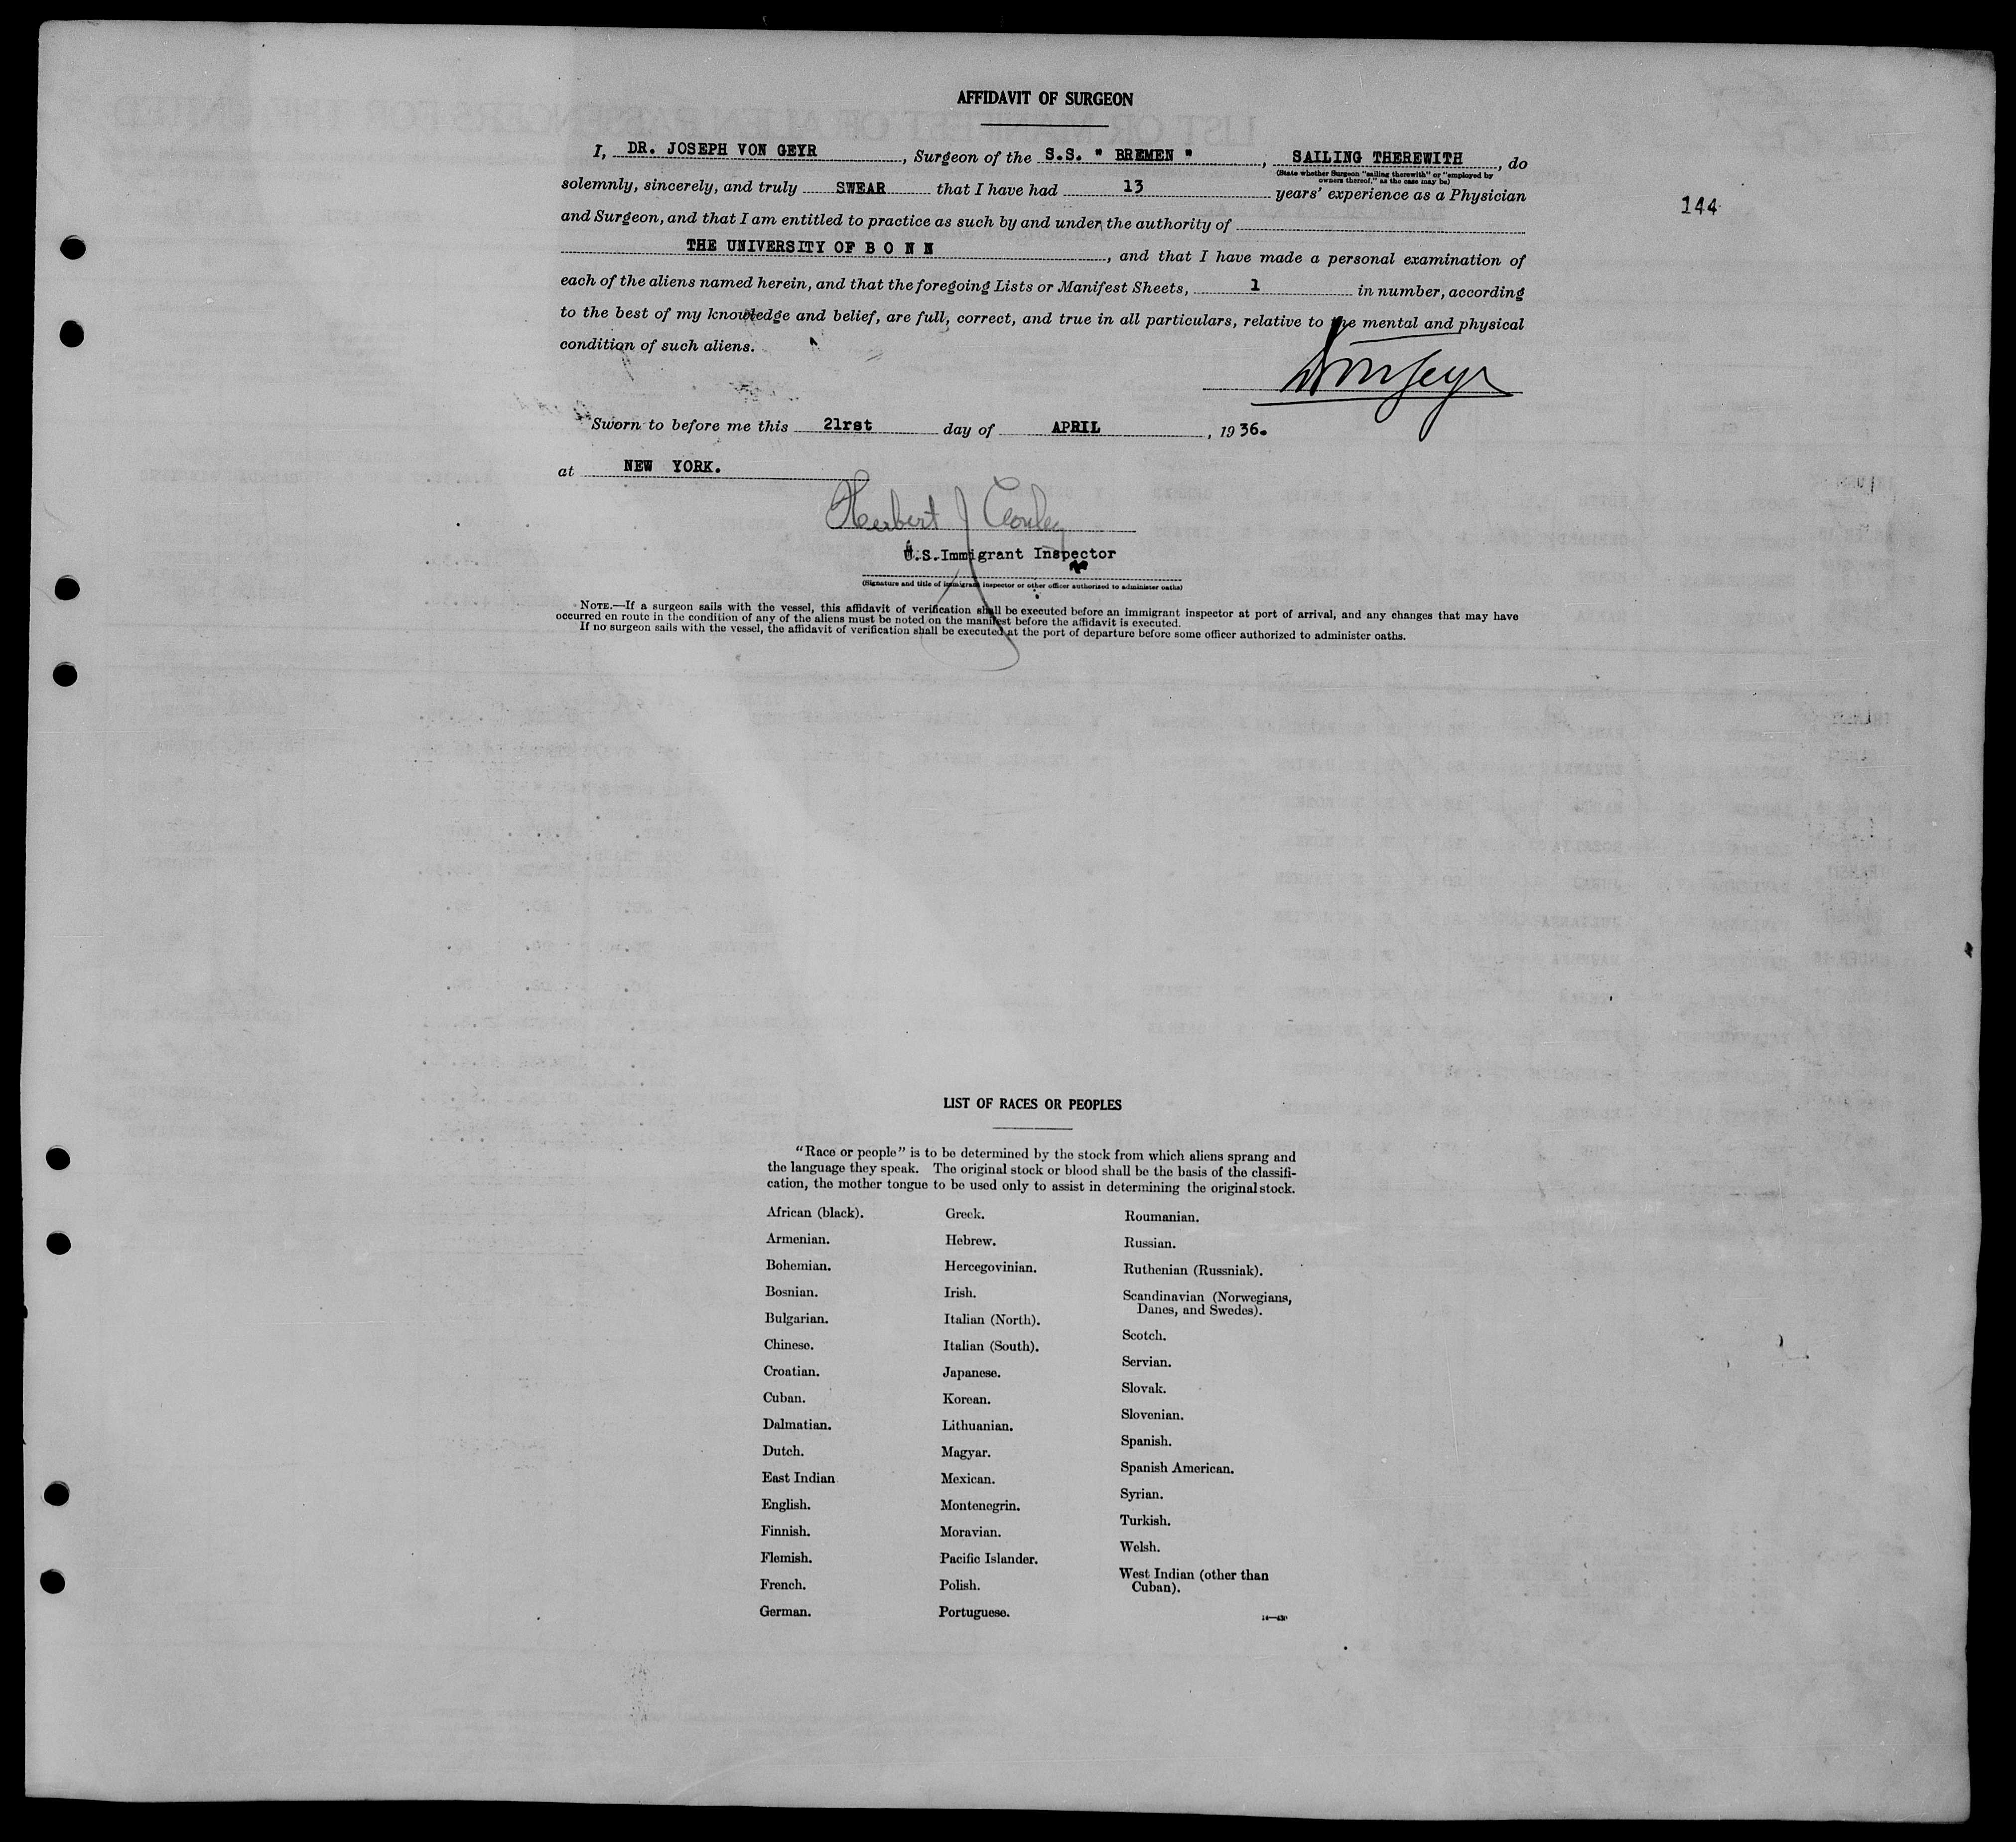 AFFIDAVIT OF SURGEON
I, DR. JOSEPH VON GEYR, Surgeon of the S.S. " BREMEN ", SAILING THEREWITH, do
(State whether Surgeon "sailing therewith" or "employed by
owners thereof," as the case may be)
solemnly, sincerely, and truly SWEAR that I have had 13 years' experience as a Physician
144
and Surgeon, and that I am entitled to practice as such by and under the authority of
THE UNIVERSITY OF B O N N, and that I have made a personal examination of
each of the aliens named herein, and that the foregoing Lists or Manifest Sheets, 1 in number, according
to the best of my knowledge and belief, are full, correct, and true in all particulars, relative to the mental and physical
condition of such aliens.
Sworn to before me this 21rst day of APRIL, 1936.
at NEW YORK.
Herbert J
U.S.Immigrant Inspector
(Signature and title of immigrant inspector or other officer authorized to administer oaths)
NOTE.—If a surgeon sails with the vessel, this affidavit of verification shall be executed before an immigrant inspector at port of arrival, and any changes that may have
occurred en route in the condition of any of the aliens must be noted on the manifest before the affidavit is executed.
If no surgeon sails with the vessel, the affidavit of verification shall be executed at the port of departure before some officer authorized to administer oaths.
LIST OF RACES OR PEOPLES
"Race or people" is to be determined by the stock from which aliens sprang and
the language they speak. The original stock or blood shall be the basis of the classifi-
cation, the mother tongue to be used only to assist in determining the original stock.
African (black).
Armenian.
Bohemian.
Bosnian.
Bulgarian.
Chinese.
Croatian.
Cuban.
Dalmatian.
Dutch.
East Indian
English.
Finnish.
Flemish.
French.
German.
Greek.
Hebrew.
Hercegovinian.
Irish.
Italian (North).
Italian (South).
Japanese.
Korean.
Lithuanian.
Magyar.
Mexican.
Montenegrin.
Moravian.
Pacific Islander.
Polish.
Portuguese.
Roumanian.
Russian.
Ruthenian (Russniak).
Scandinavian (Norwegians,
Danes, and Swedes).
Scotch.
Servian.
Slovak.
Slovenian.
Spanish.
Spanish American.
Syrian.
Turkish.
Welsh.
West Indian (other than
Cuban).